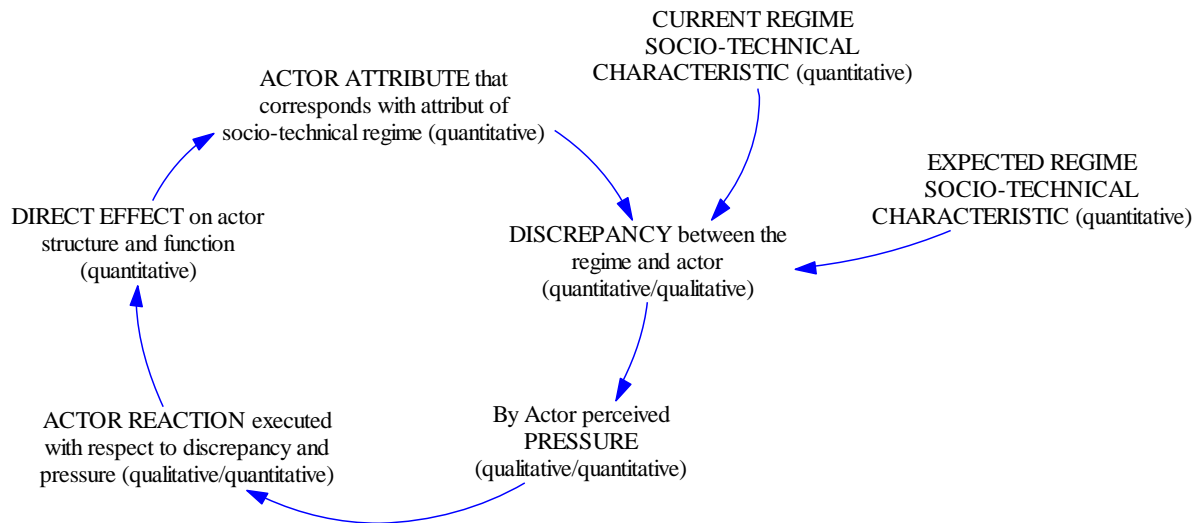 CURRENT REGIME
SOCIO-TECHNICAL
CHARACTERISTIC (quantitative)
ACTOR ATTRIBUTE that
corresponds with attribut of
socio-technical regime (quantitative)
EXPECTED REGIME
SOCIO-TECHNICAL
CHARACTERISTIC (quantitative)
DIRECT EFFECT on actor
structure and function
(quantitative)
DISCREPANCY between the
regime and actor
(quantitative/qualitative)
ACTOR REACTION executed
with respect to discrepancy and
pressure (qualitative/quantitative)
By Actor perceived
PRESSURE
(qualitative/quantitative)